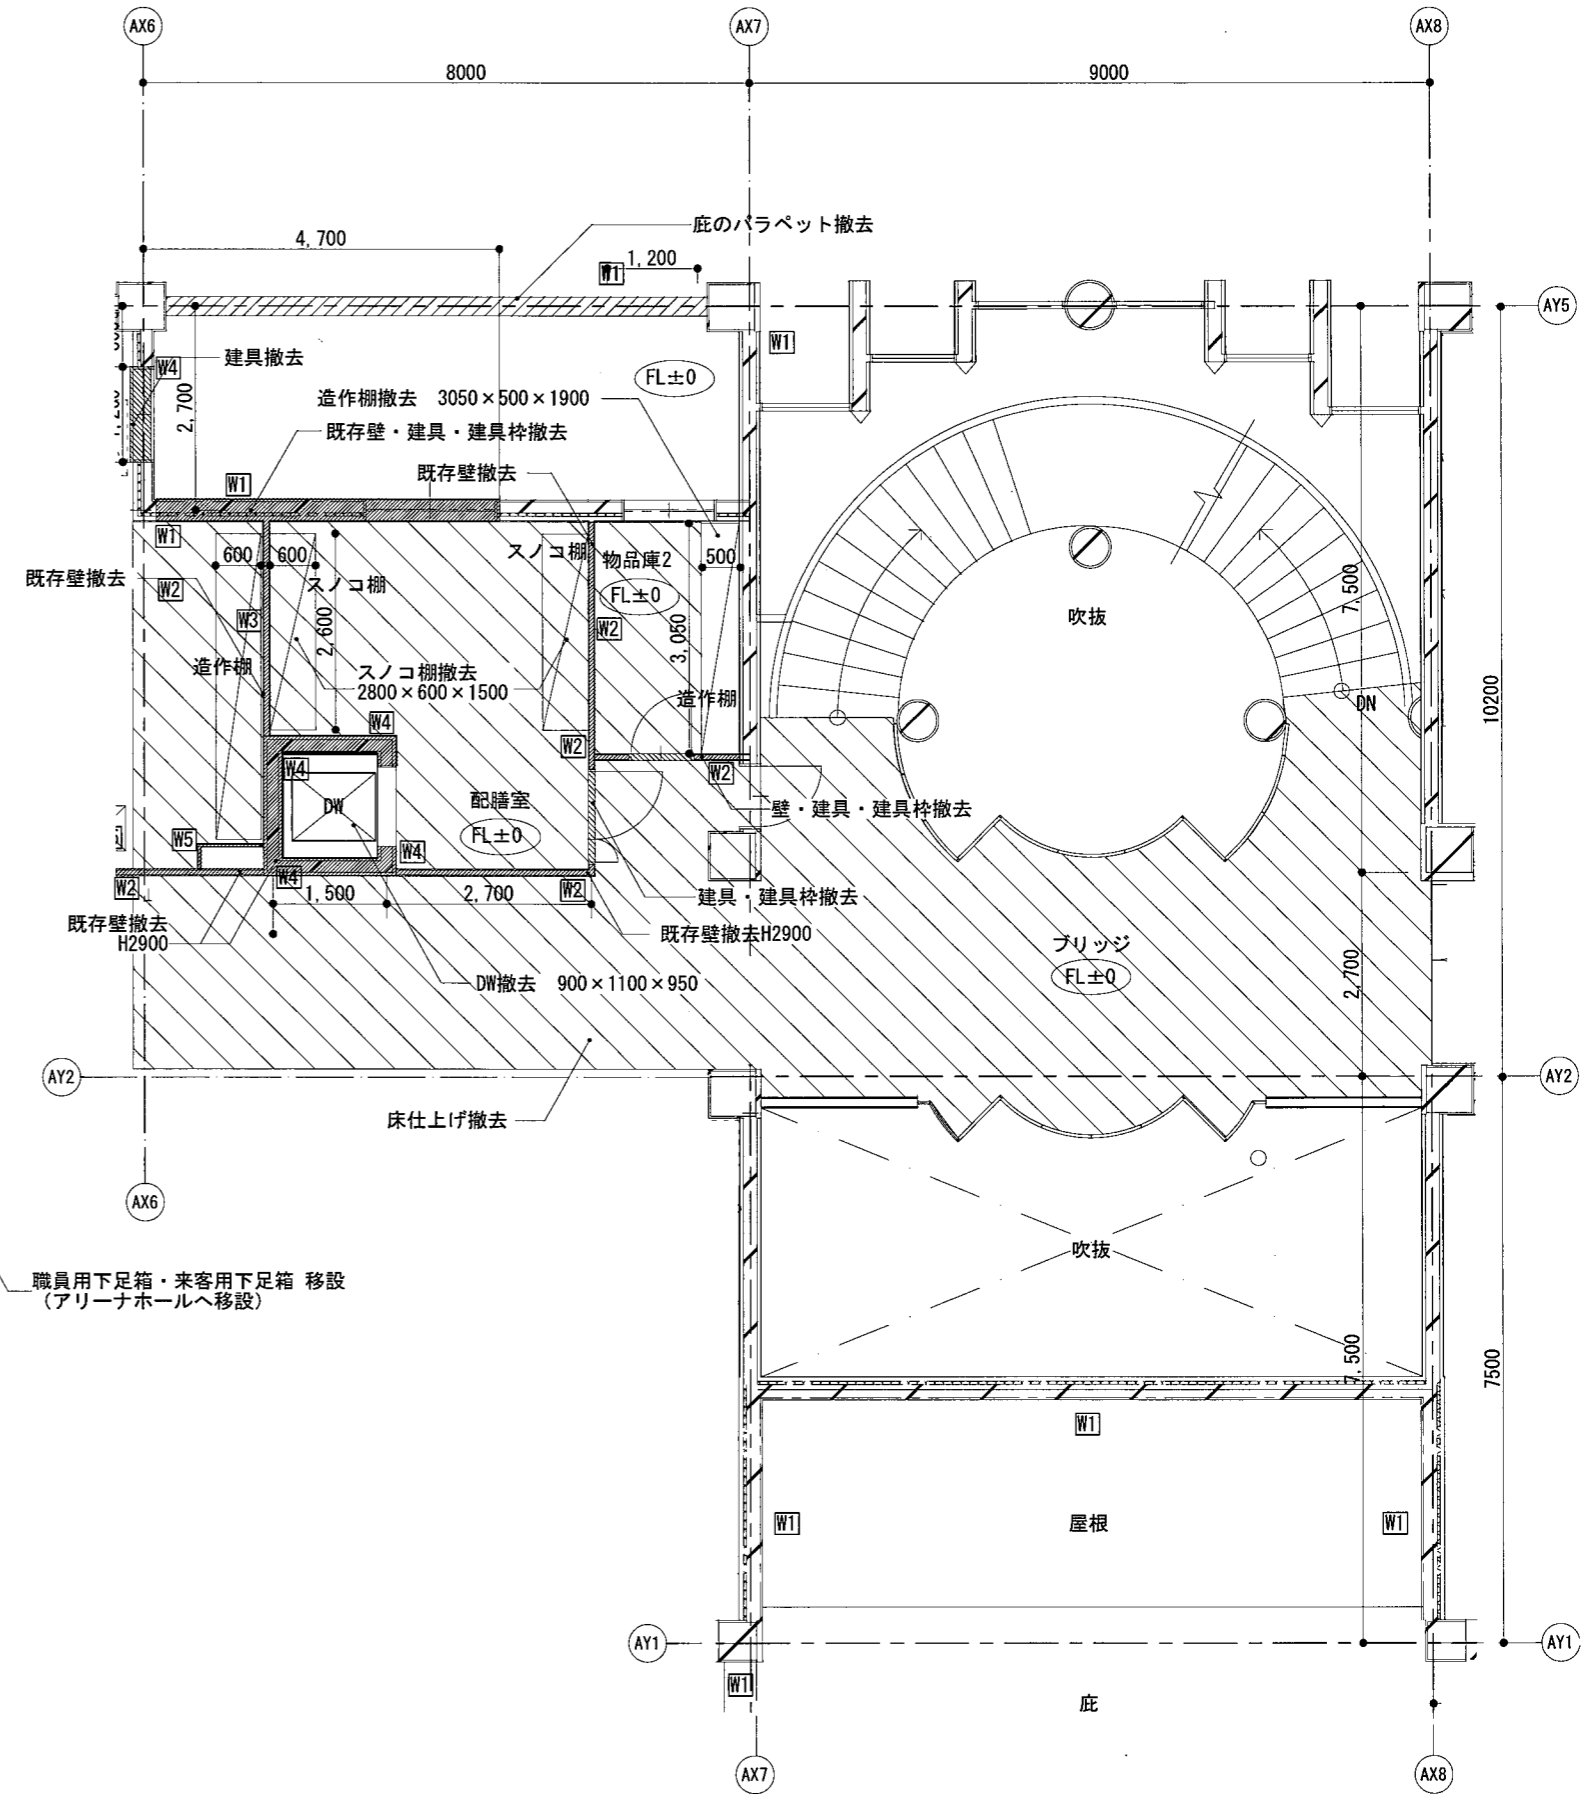 AX6
AX7
AX8
8000
9000
庇のパラペット撤去
4,700
1,200
W1
AY5
建具撤去
W4
W1
FL±0
造作棚撤去 3050×500×1900
2,700
既存壁・建具・建具枠撤去
既存壁撤去
W1
W1
600
600
スノコ棚
物品庫2
500
既存壁撤去
W2
スノコ棚
FL±0
7,500
W3
2,600
W2
3,050
吹抜
造作棚
スノコ棚撤去
2800×600×1500
造作棚
DN
10200
W4
W2
W4
W2
DW
配膳室
壁・建具・建具枠撤去
W5
FL±0
W4
W2
W4
1,500
2,700
W2
建具・建具枠撤去
既存壁撤去
H2900
既存壁撤去H2900
ブリッジ
FL±0
2,700
DW撤去 900×1100×950
AY2
AY2
床仕上げ撤去
AX6
吹抜
職員用下足箱・来客用下足箱 移設
（アリーナホールへ移設）
7,500
7500
W1
W1
屋根
W1
AY1
AY1
W1
庇
AX7
AX8